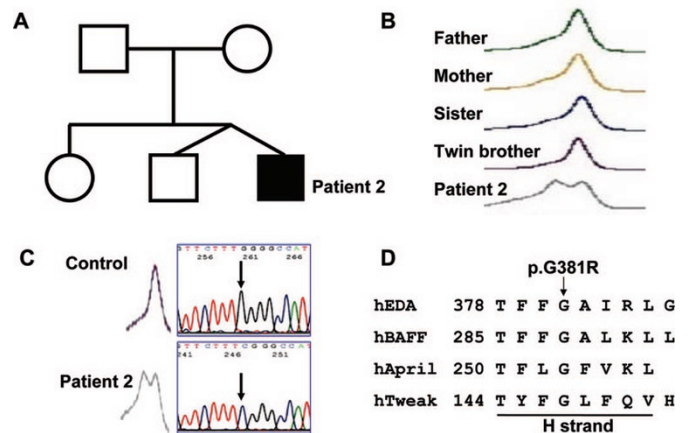 A
Patient 2
B
Father
Mother
Sister
Twin brother
Patient 2
C
Control
G T T C T T T G G G G C C A T
256 261 266
Patient 2
241 246 251
D
p.G381R
hEDA 378 T F F G A I R L G
hBAFF 285 T F F G A L K L L
hApril 250 T F L G F V K L
hTweak 144 T Y F G L F Q V H
H strand